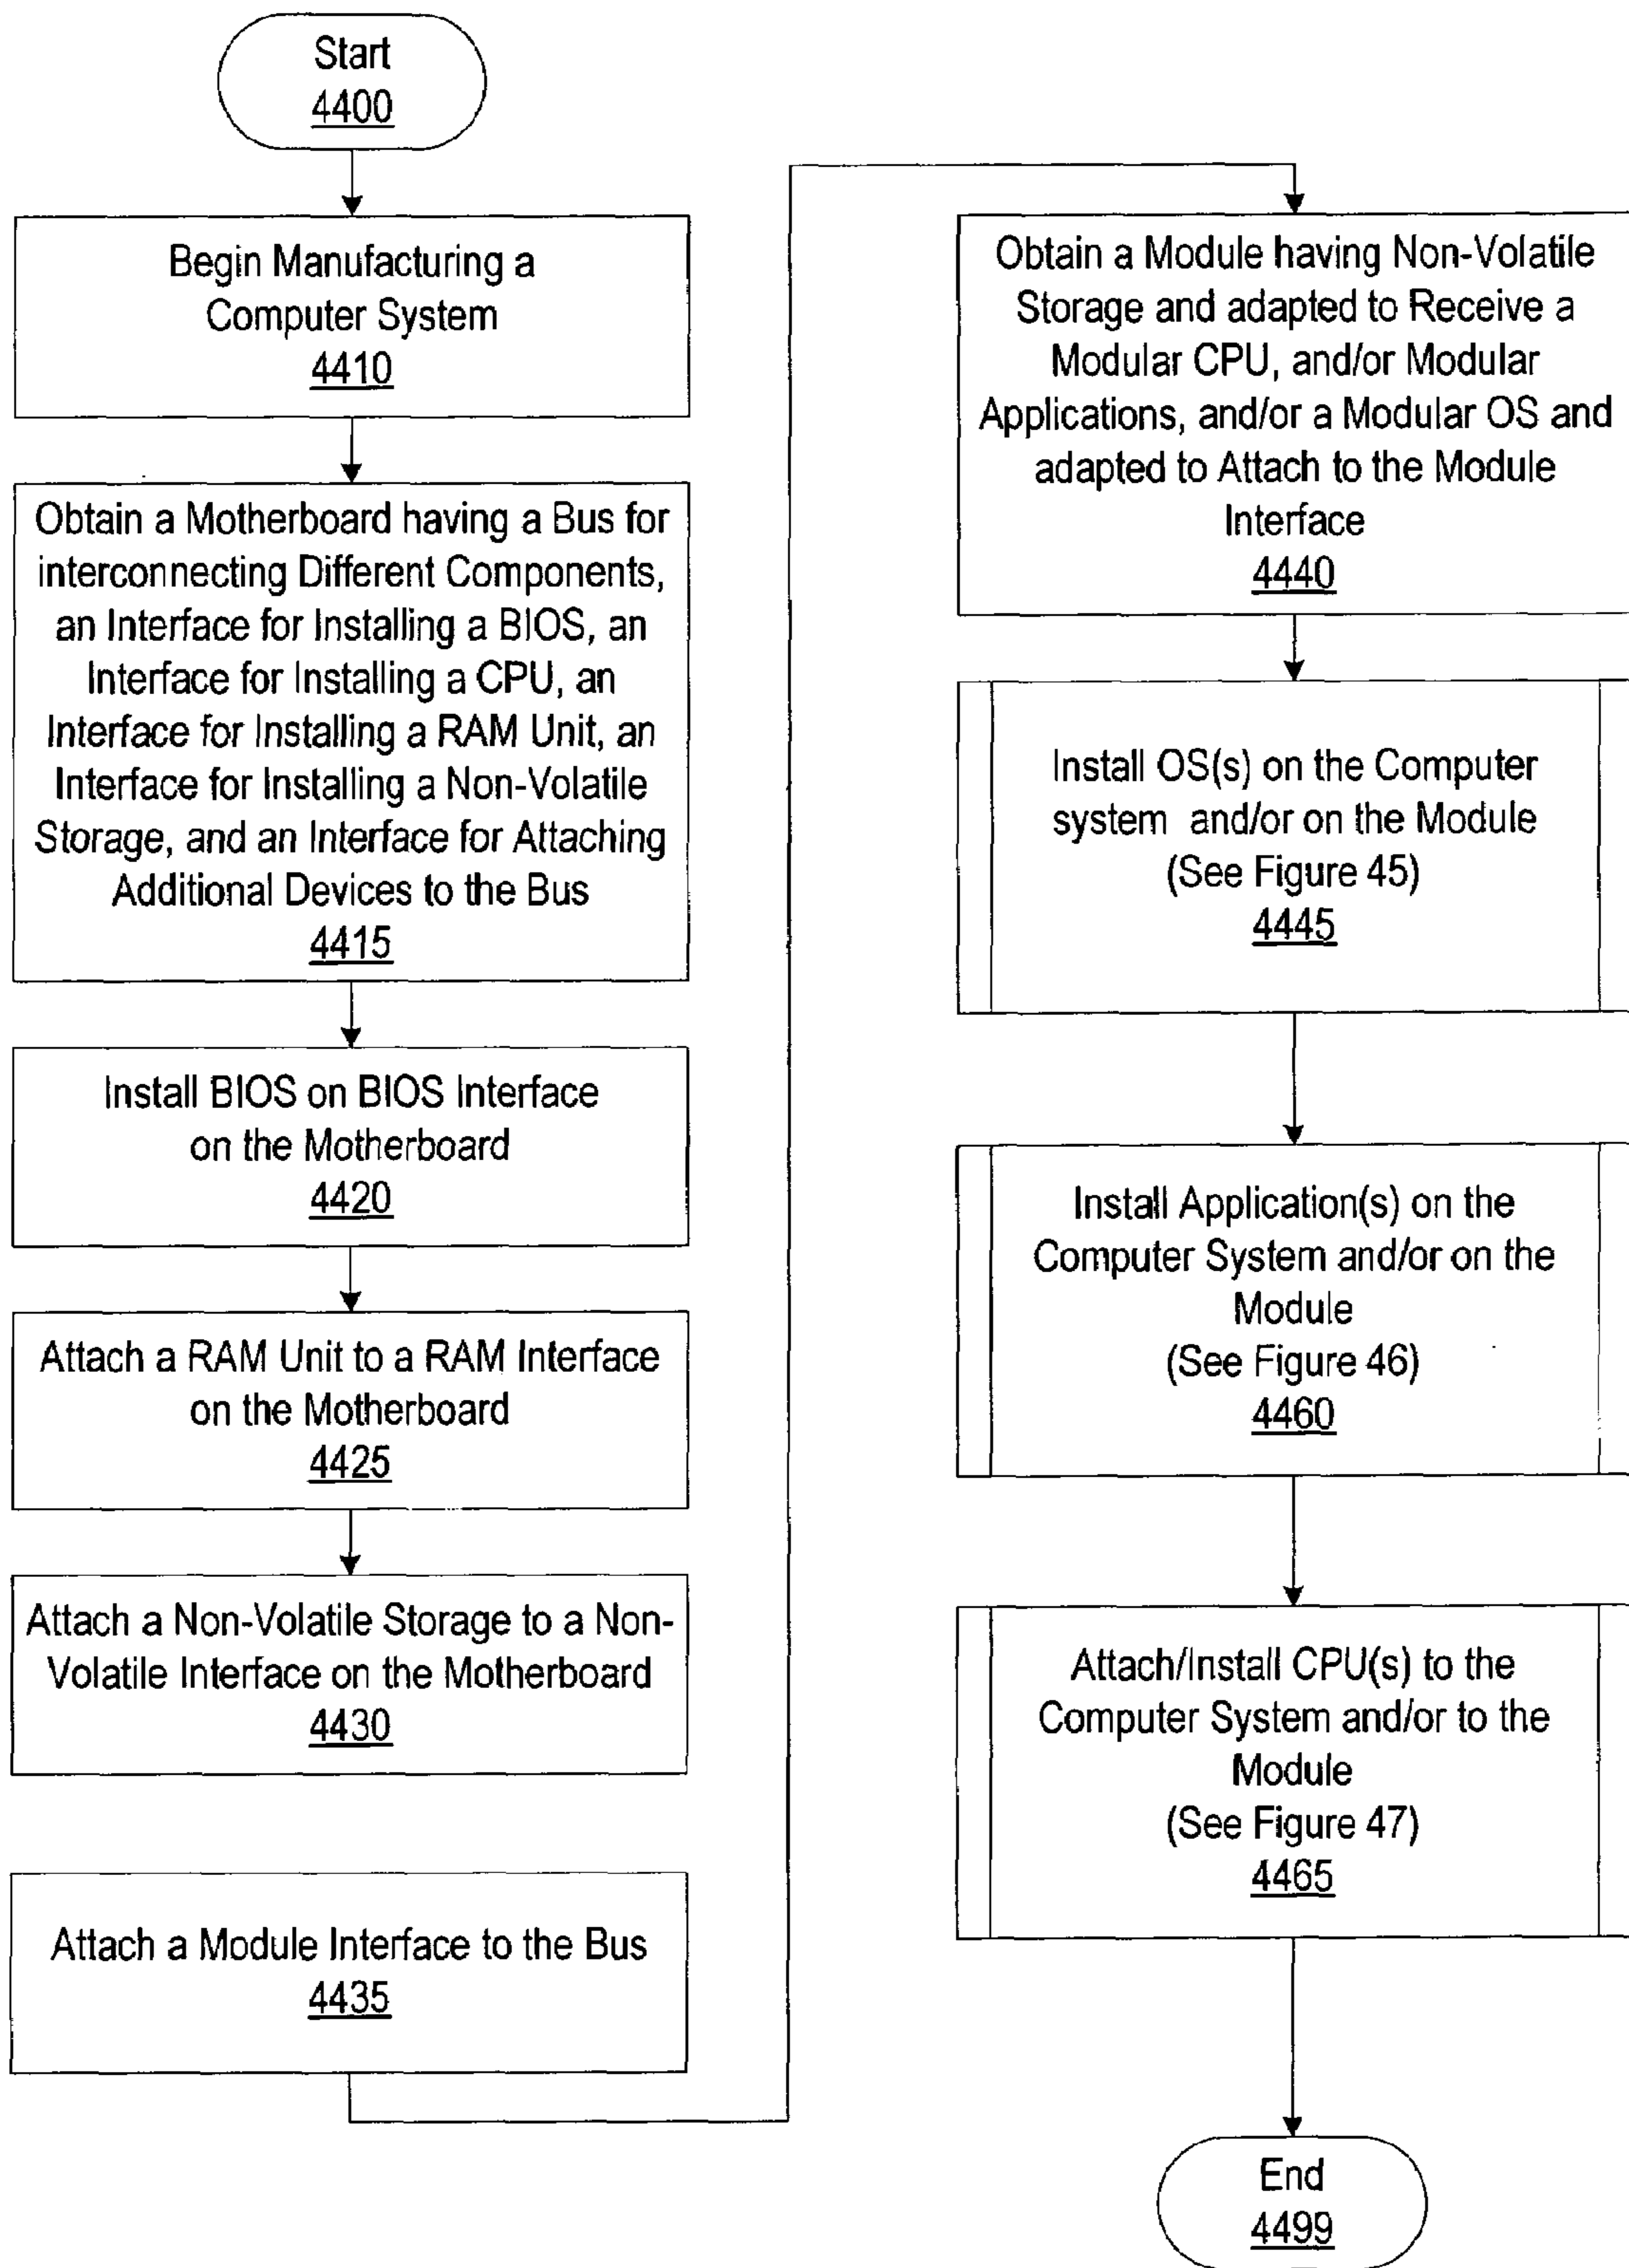 Start
4400
Begin Manufacturing a
Computer System
4410
Obtain a Motherboard having a Bus for
interconnecting Different Components,
an Interface for Installing a BIOS, an
Interface for Installing a CPU, an
Interface for Installing a RAM Unit, an
Interface for Installing a Non-Volatile
Storage, and an Interface for Attaching
Additional Devices to the Bus
4415
Install BIOS on BIOS Interface
on the Motherboard
4420
Attach a RAM Unit to a RAM Interface
on the Motherboard
4425
Attach a Non-Volatile Storage to a Non-
Volatile Interface on the Motherboard
4430
Attach a Module Interface to the Bus
4435
Obtain a Module having Non-Volatile
Storage and adapted to Receive a
Modular CPU, and/or Modular
Applications, and/or a Modular OS and
adapted to Attach to the Module
Interface
4440
Install OS(s) on the Computer
system and/or on the Module
(See Figure 45)
4445
Install Application(s) on the
Computer System and/or on the
Module
(See Figure 46)
4460
Attach/Install CPU(s) to the
Computer System and/or to the
Module
(See Figure 47)
4465
End
4499